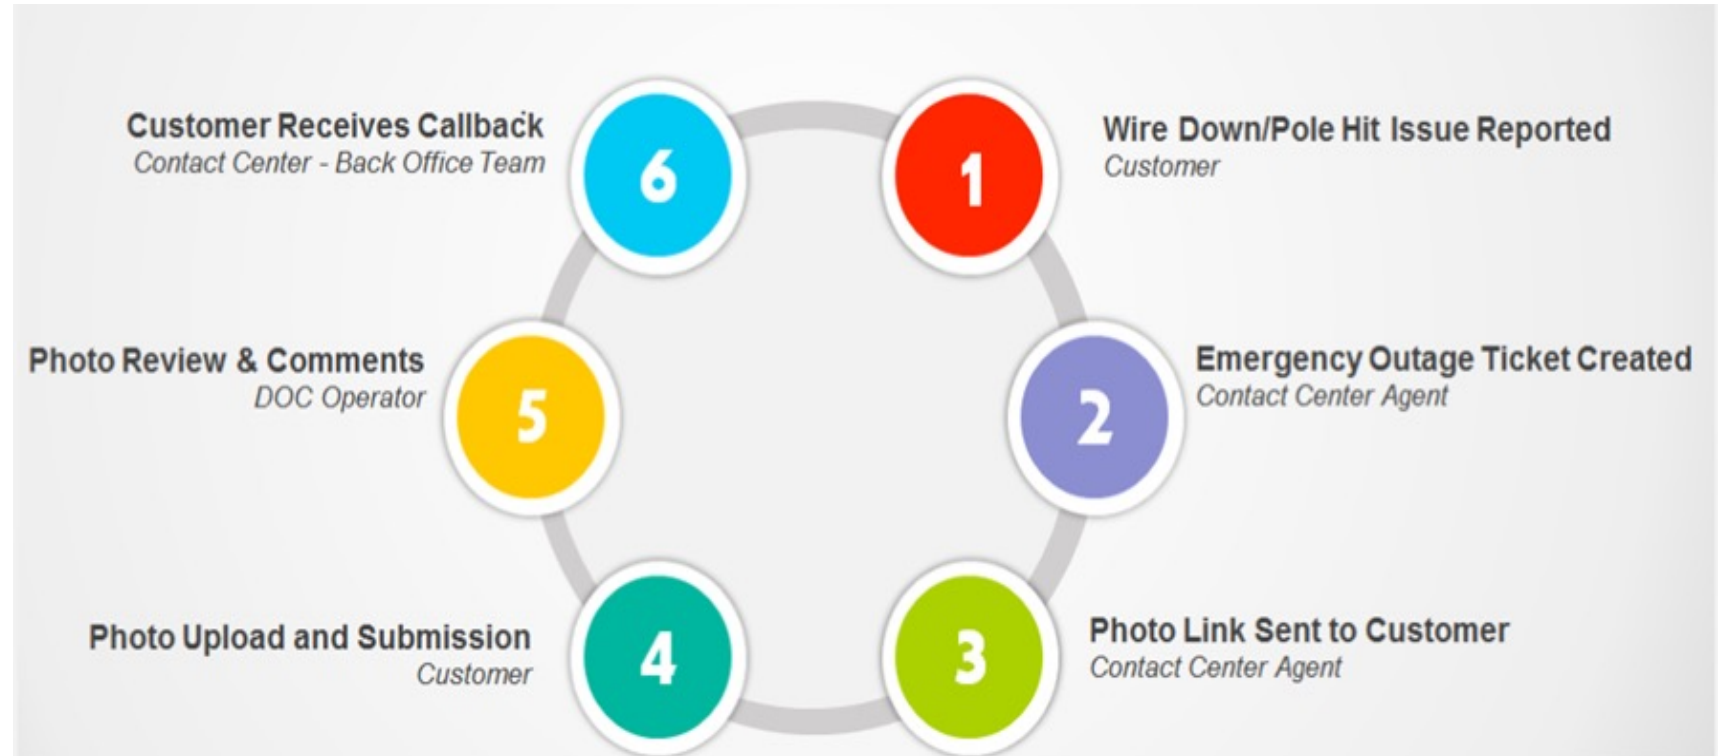 1
Wire Down/Pole Hit Issue Reported
Customer
2
Emergency Outage Ticket Created
Contact Center Agent
3
Photo Link Sent to Customer
Contact Center Agent
4
Photo Upload and Submission
Customer
5
Photo Review & Comments
DOC Operator
6
Customer Receives Callback
Contact Center - Back Office Team